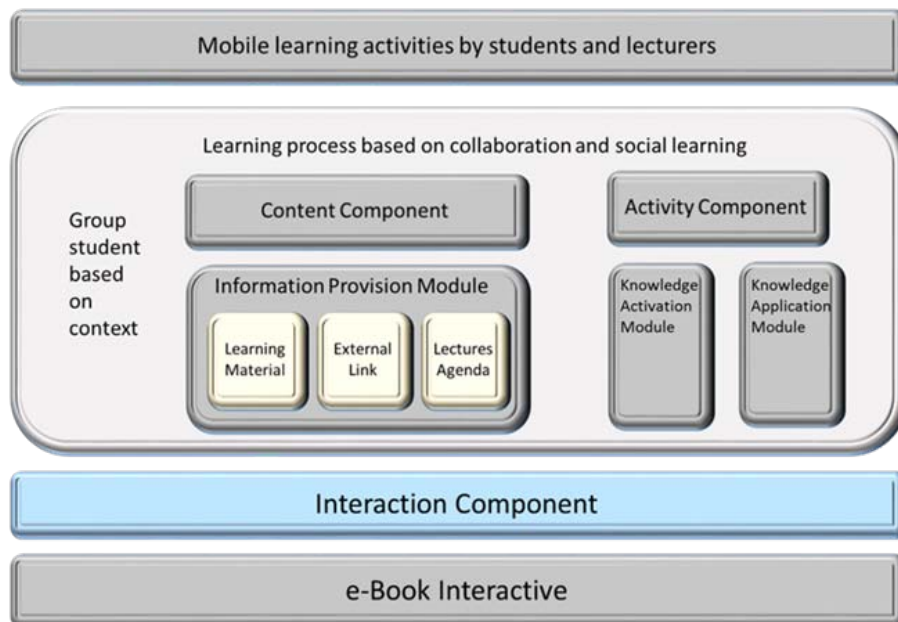 Mobile learning activities by students and lecturers
Learning process based on collaboration and social learning
Group
student
based
on
context
Content Component
Information Provision Module
Learning
Material
External
Link
Lectures
Agenda
Activity Component
Knowledge
Activation
Module
Knowledge
Application
Module
Interaction Component
e-Book Interactive